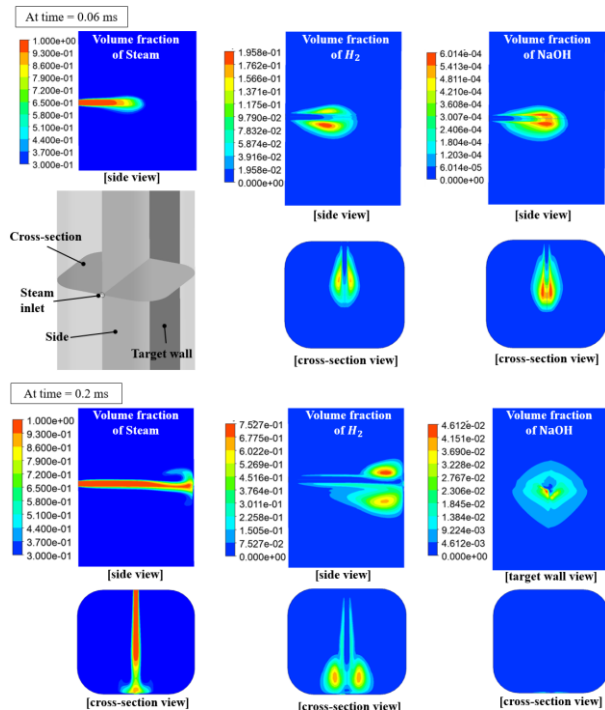 At time = 0.06 ms
1.000e+00
9.300e-01
8.600e-01
7.900e-01
7.200e-01
6.500e-01
5.800e-01
5.100e-01
4.400e-01
3.700e-01
3.000e-01
Volume fraction
of Steam
[side view]
1.958e-01
1.762e-01
1.566e-01
1.371e-01
1.175e-01
9.790e-02
7.832e-02
5.874e-02
3.916e-02
1.958e-02
0.000e+00
Volume fraction
of H₂
[side view]
6.014e-04
5.413e-04
4.811e-04
4.210e-04
3.608e-04
3.007e-04
2.406e-04
1.804e-04
1.203e-04
6.014e-05
0.000e+00
Volume fraction
of NaOH
[side view]
Cross-section
Steam
inlet
Side
Target wall
[cross-section view]
[cross-section view]
At time = 0.2 ms
1.000e+00
9.300e-01
8.600e-01
7.900e-01
7.200e-01
6.500e-01
5.800e-01
5.100e-01
4.400e-01
3.700e-01
3.000e-01
Volume fraction
of Steam
[side view]
7.527e-01
6.775e-01
6.022e-01
5.269e-01
4.516e-01
3.764e-01
3.011e-01
2.258e-01
1.505e-01
7.527e-02
0.000e+00
Volume fraction
of H₂
[side view]
4.612e-02
4.151e-02
3.690e-02
3.228e-02
2.767e-02
2.306e-02
1.845e-02
1.384e-02
9.224e-03
4.612e-03
0.000e+00
Volume fraction
of NaOH
[target wall view]
[cross-section view]
[cross-section view]
[cross-section view]